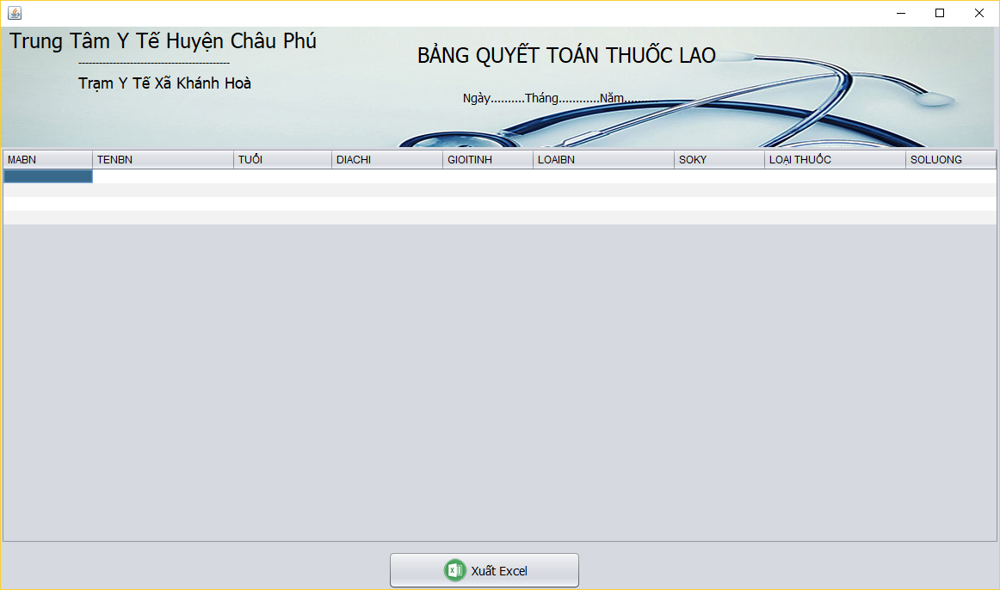 Trung Tâm Y Tế Huyện Châu Phú
--------------------------------------------
Trạm Y Tế Xã Khánh Hoà
BẢNG QUYẾT TOÁN THUỐC LAO
Ngày..........Tháng............Năm..........
MABN TENBN TUỔI DIACHI GIOITINH LOAIBN SOKY LOẠI THUỐC SOLUONG
Xuất Excel